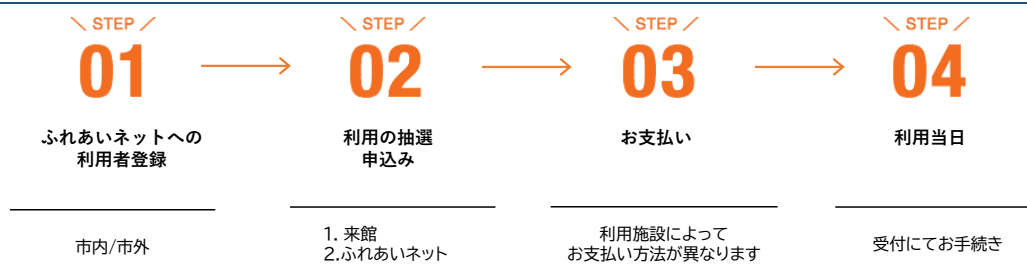 STEP
01
ふれあいネットへの
利用者登録
市内/市外
STEP
02
利用の抽選
申込み
1. 来館
2.ふれあいネット
STEP
03
お支払い
利用施設によって
お支払い方法が異なります
STEP
04
利用当日
受付にてお手続き